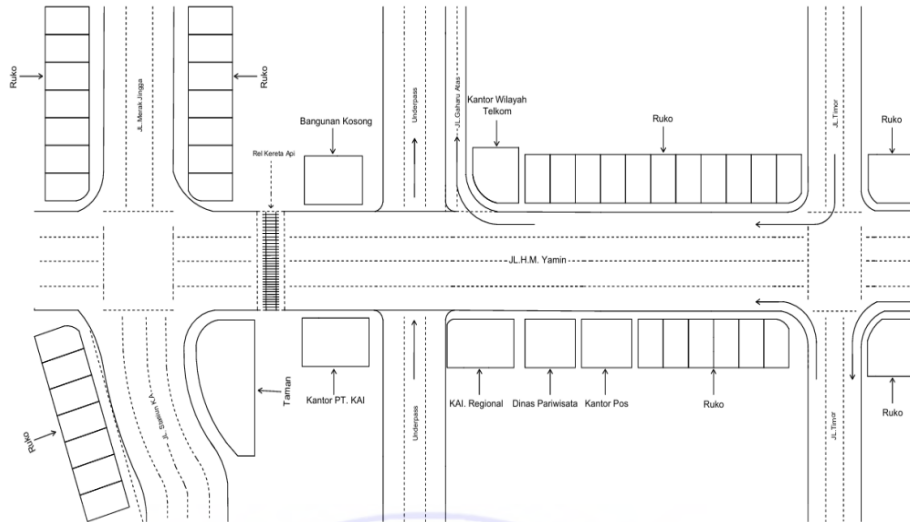 Ruko
JL.Merak Jingga
Ruko
Bangunan Kosong
Rel Kereta Api
Underpass
JL.Gaharu Atas
Kantor Wilayah
Telkom
Ruko
JL.Timor
Ruko
JL.H.M. Yamin
Ruko
JL. Stasiun K.A
Taman
Kantor PT. KAI
Underpass
KAI. Regional
Dinas Pariwisata
Kantor Pos
Ruko
JL.Timor
Ruko